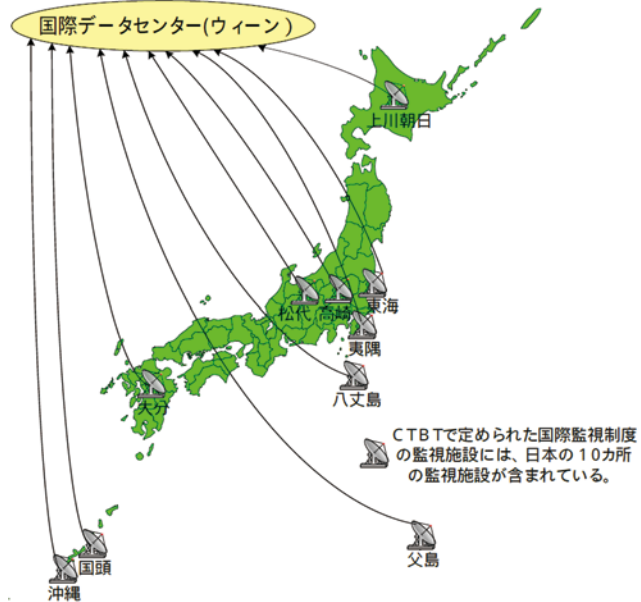 国際データセンター(ウィーン)
上川朝日
松代
高崎
東海
夷隅
八丈島
大分
CTBTで定められた国際監視制度
の監視施設には、日本の10カ所
の監視施設が含まれている。
父島
国頭
沖縄